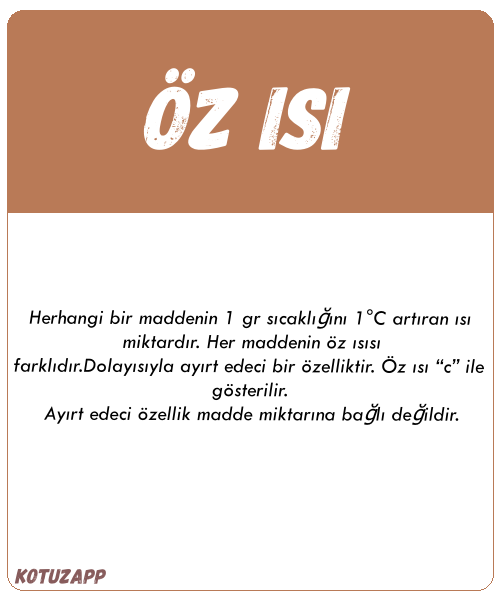 ÖZ ISI
Herhangi bir maddenin 1 gr sıcaklığını 1°C artıran ısı
miktardır. Her maddenin öz ısısı
farklıdır.Dolayısıyla ayırt edeci bir özelliktir. Öz ısı “c” ile
gösterilir.
Ayırt edeci özellik madde miktarına bağlı değildir.
KOTUZAPP